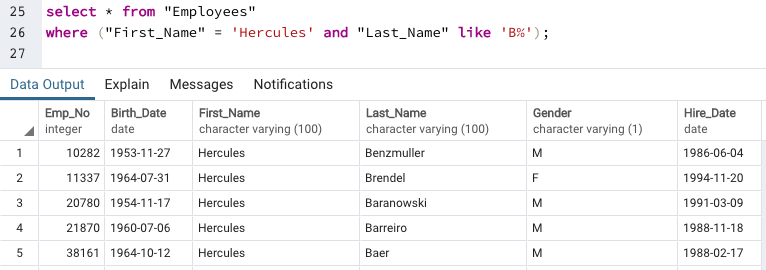 25 select * from "Employees"
26 where ("First_Name" = 'Hercules' and "Last_Name" like 'B%');
27
Data Output Explain Messages Notifications
Emp_No Birth_Date First_Name Last_Name Gender Hire_Date
integer date character varying (100) character varying (100) character varying (1) date
1 10282 1953-11-27 Hercules Benzmuller M 1986-06-04
2 11337 1964-07-31 Hercules Brendel F 1994-11-20
3 20780 1954-11-17 Hercules Baranowski M 1991-03-09
4 21870 1960-07-06 Hercules Barreiro M 1988-11-18
5 38161 1964-10-12 Hercules Baer M 1988-02-17